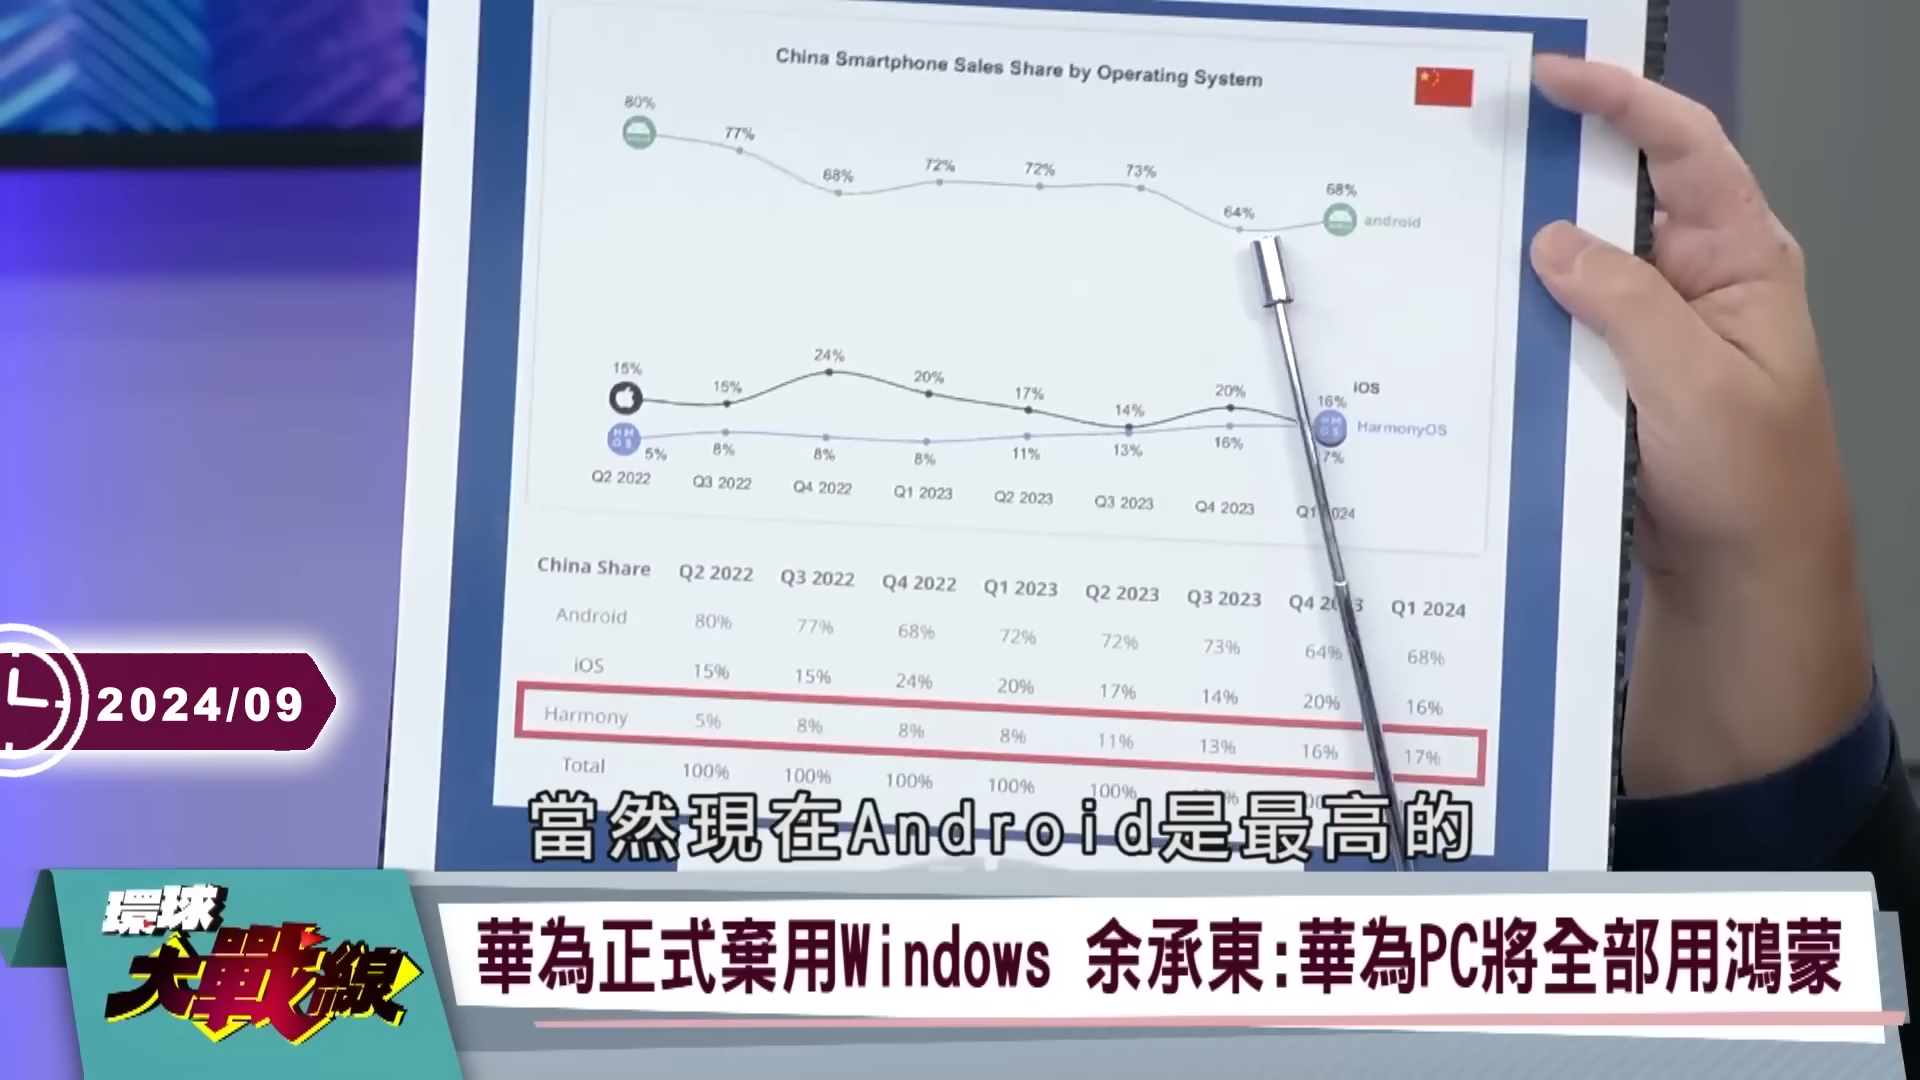 China Smartphone Sales Share by Operating System
80%
77%
68%
72%
72%
73%
64%
68%
android
15%
15%
24%
20%
17%
14%
20%
16%
iOS
HarmonyOS
5%
8%
8%
8%
11%
13%
16%
7%
Q2 2022
Q3 2022
Q4 2022
Q1 2023
Q2 2023
Q3 2023
Q4 2023
Q1 2024
China Share Q2 2022 Q3 2022 Q4 2022 Q1 2023 Q2 2023 Q3 2023 Q4 2023 Q1 2024
Android 80% 77% 68% 72% 72% 73% 64% 68%
iOS 15% 15% 24% 20% 17% 14% 20% 16%
Harmony 5% 8% 8% 8% 11% 13% 16% 17%
Total 100% 100% 100% 100% 100%
2024/09
當然現在Android是最高的
環球
大戰線
華為正式棄用Windows 余承東:華為PC將全部用鴻蒙